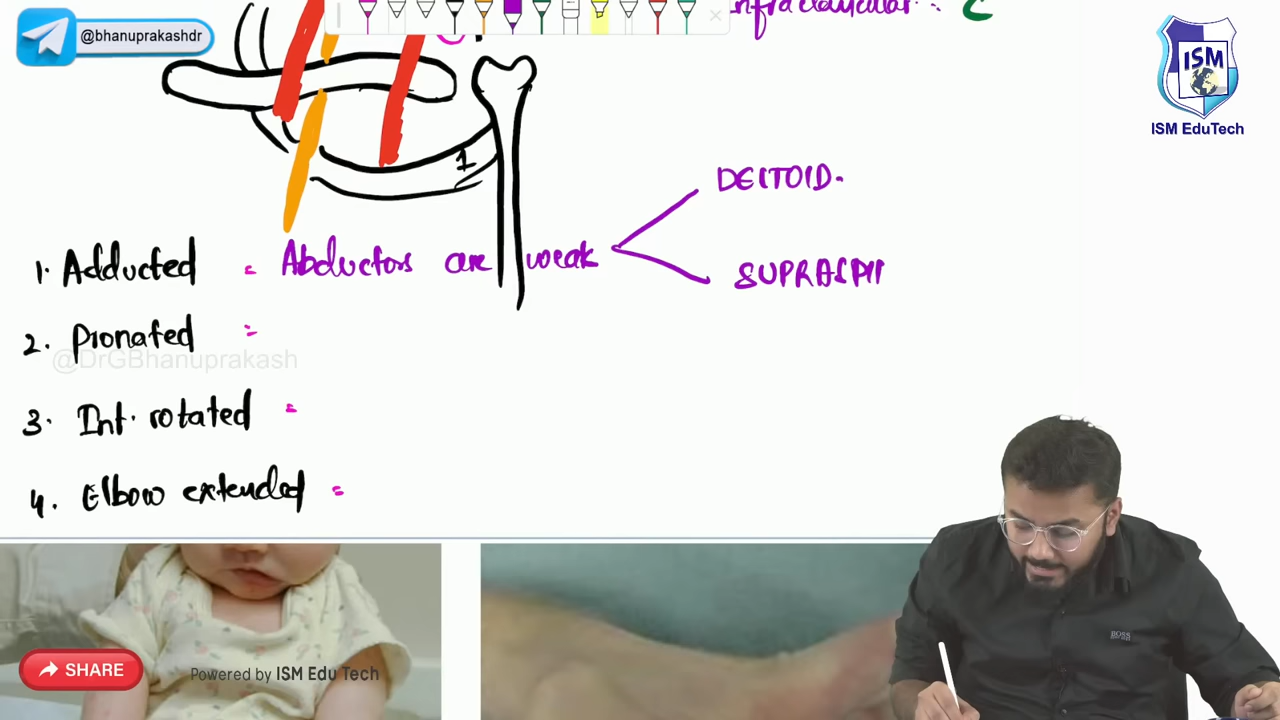 @bhanuprakashdr
Infraclavicular :
ISM
ISM EduTech
DELTOID.
1. Adducted = Abductors are weak
SUPRASPI
2. Pronated =
@DrGBhanuprakash
3. Int. rotated =
4. Elbow extended =
BOSS
SHARE
Powered by ISM Edu Tech